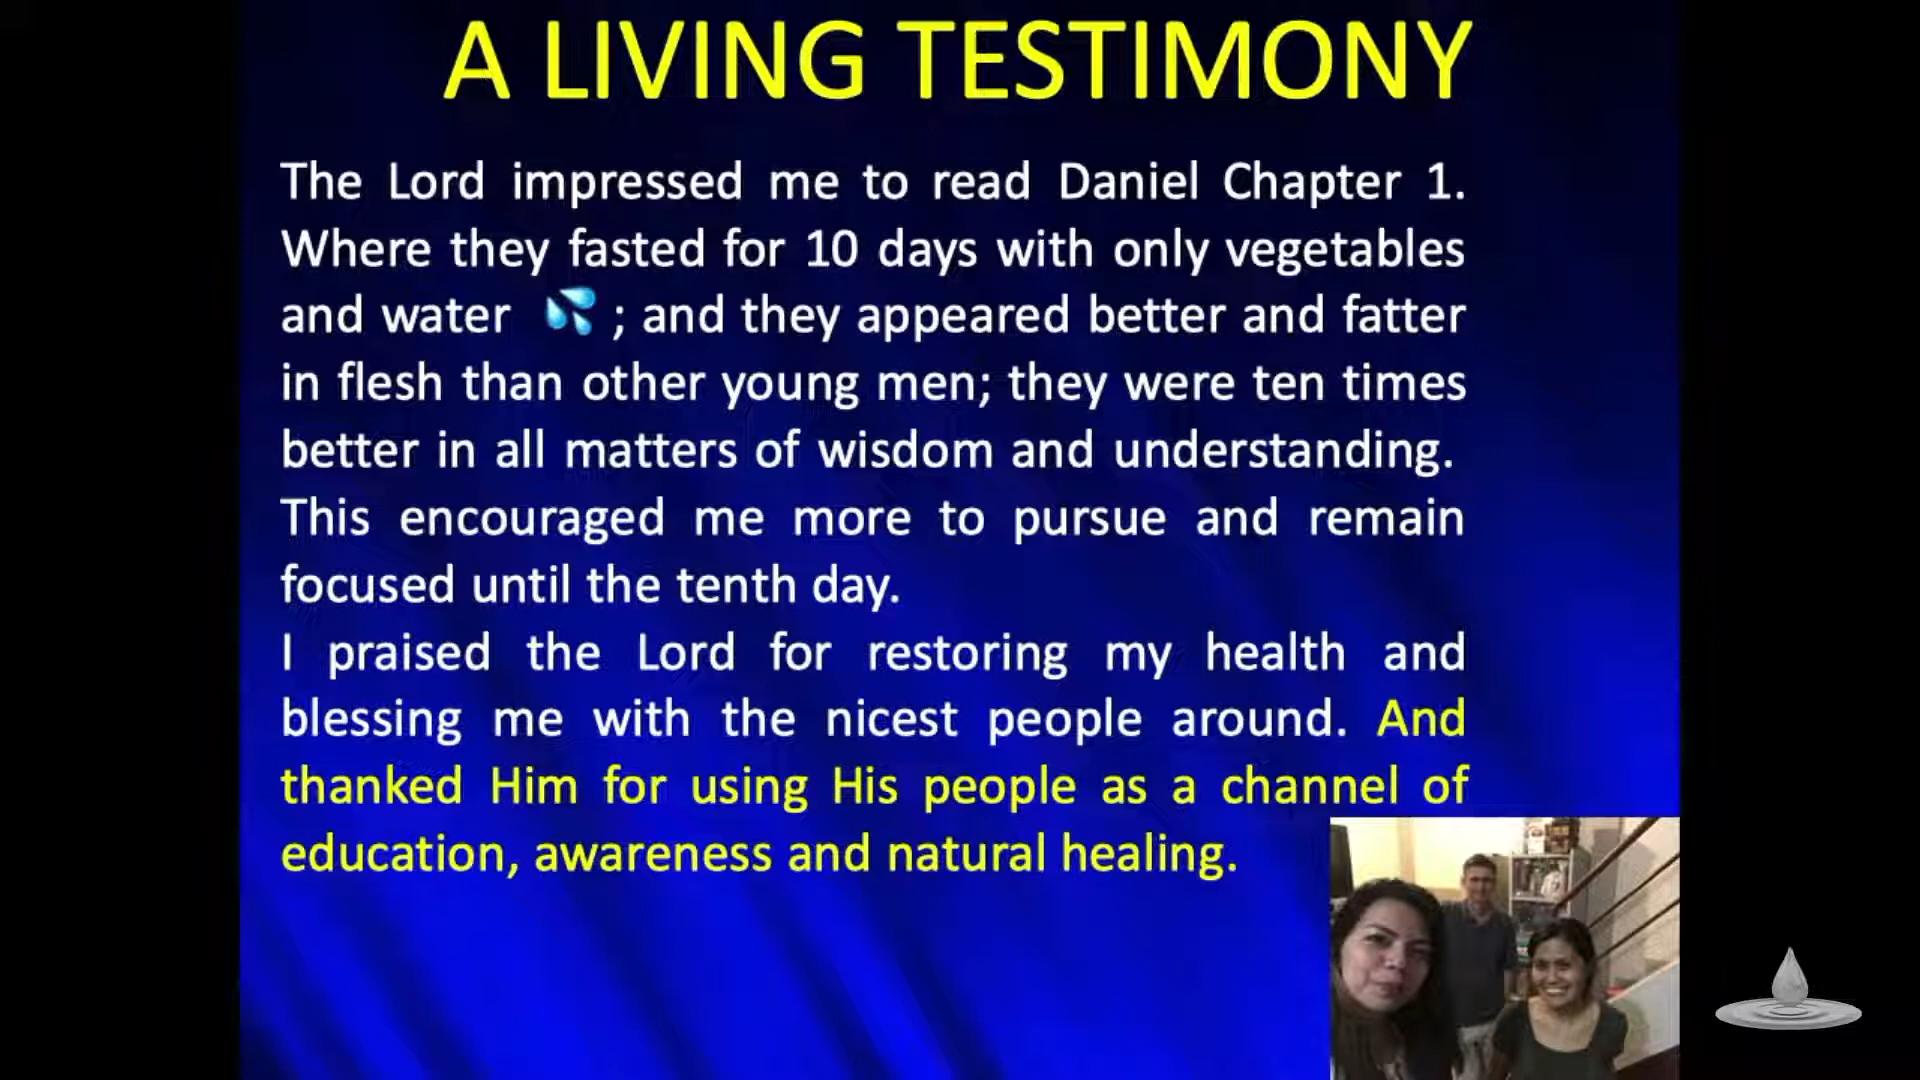 A LIVING TESTIMONY
The Lord impressed me to read Daniel Chapter 1.
Where they fasted for 10 days with only vegetables
and water 💦 ; and they appeared better and fatter
in flesh than other young men; they were ten times
better in all matters of wisdom and understanding.
This encouraged me more to pursue and remain
focused until the tenth day.
I praised the Lord for restoring my health and
blessing me with the nicest people around. And
thanked Him for using His people as a channel of
education, awareness and natural healing.